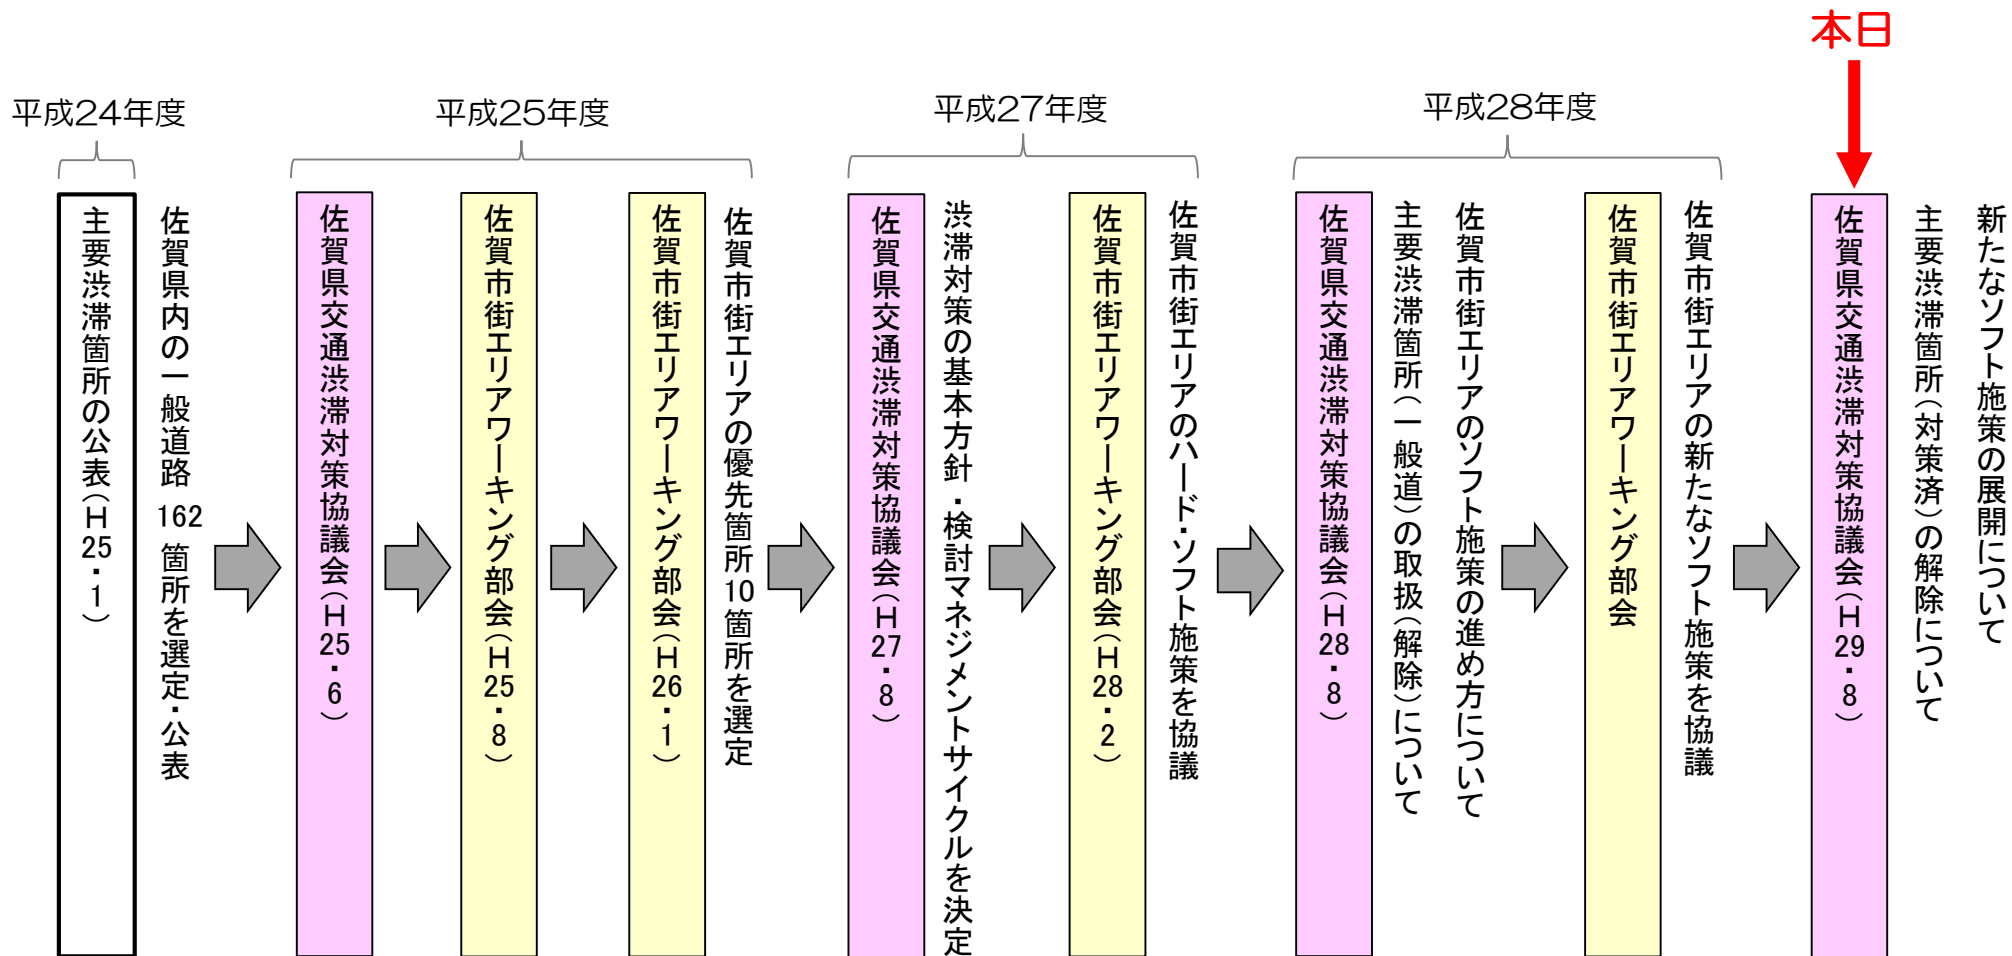 本日
平成24年度
平成25年度
平成27年度
平成28年度
主要渋滞箇所の公表（H25・1）
佐賀県内の一般道路162箇所を選定・公表
佐賀県交通渋滞対策協議会（H25・6）
佐賀市街エリアワーキング部会（H25・8）
佐賀市街エリアワーキング部会（H26・1）
佐賀市街エリアの優先箇所10箇所を選定
佐賀県交通渋滞対策協議会（H27・8）
渋滞対策の基本方針・検討マネジメントサイクルを決定
佐賀市街エリアワーキング部会（H28・2）
佐賀市街エリアのハード・ソフト施策を協議
佐賀県交通渋滞対策協議会（H28・8）
主要渋滞箇所（一般道）の取扱（解除）について
佐賀市街エリアのソフト施策の進め方について
佐賀市街エリアワーキング部会
佐賀市街エリアの新たなソフト施策を協議
佐賀県交通渋滞対策協議会（H29・8）
主要渋滞箇所（対策済）の解除について
新たなソフト施策の展開について